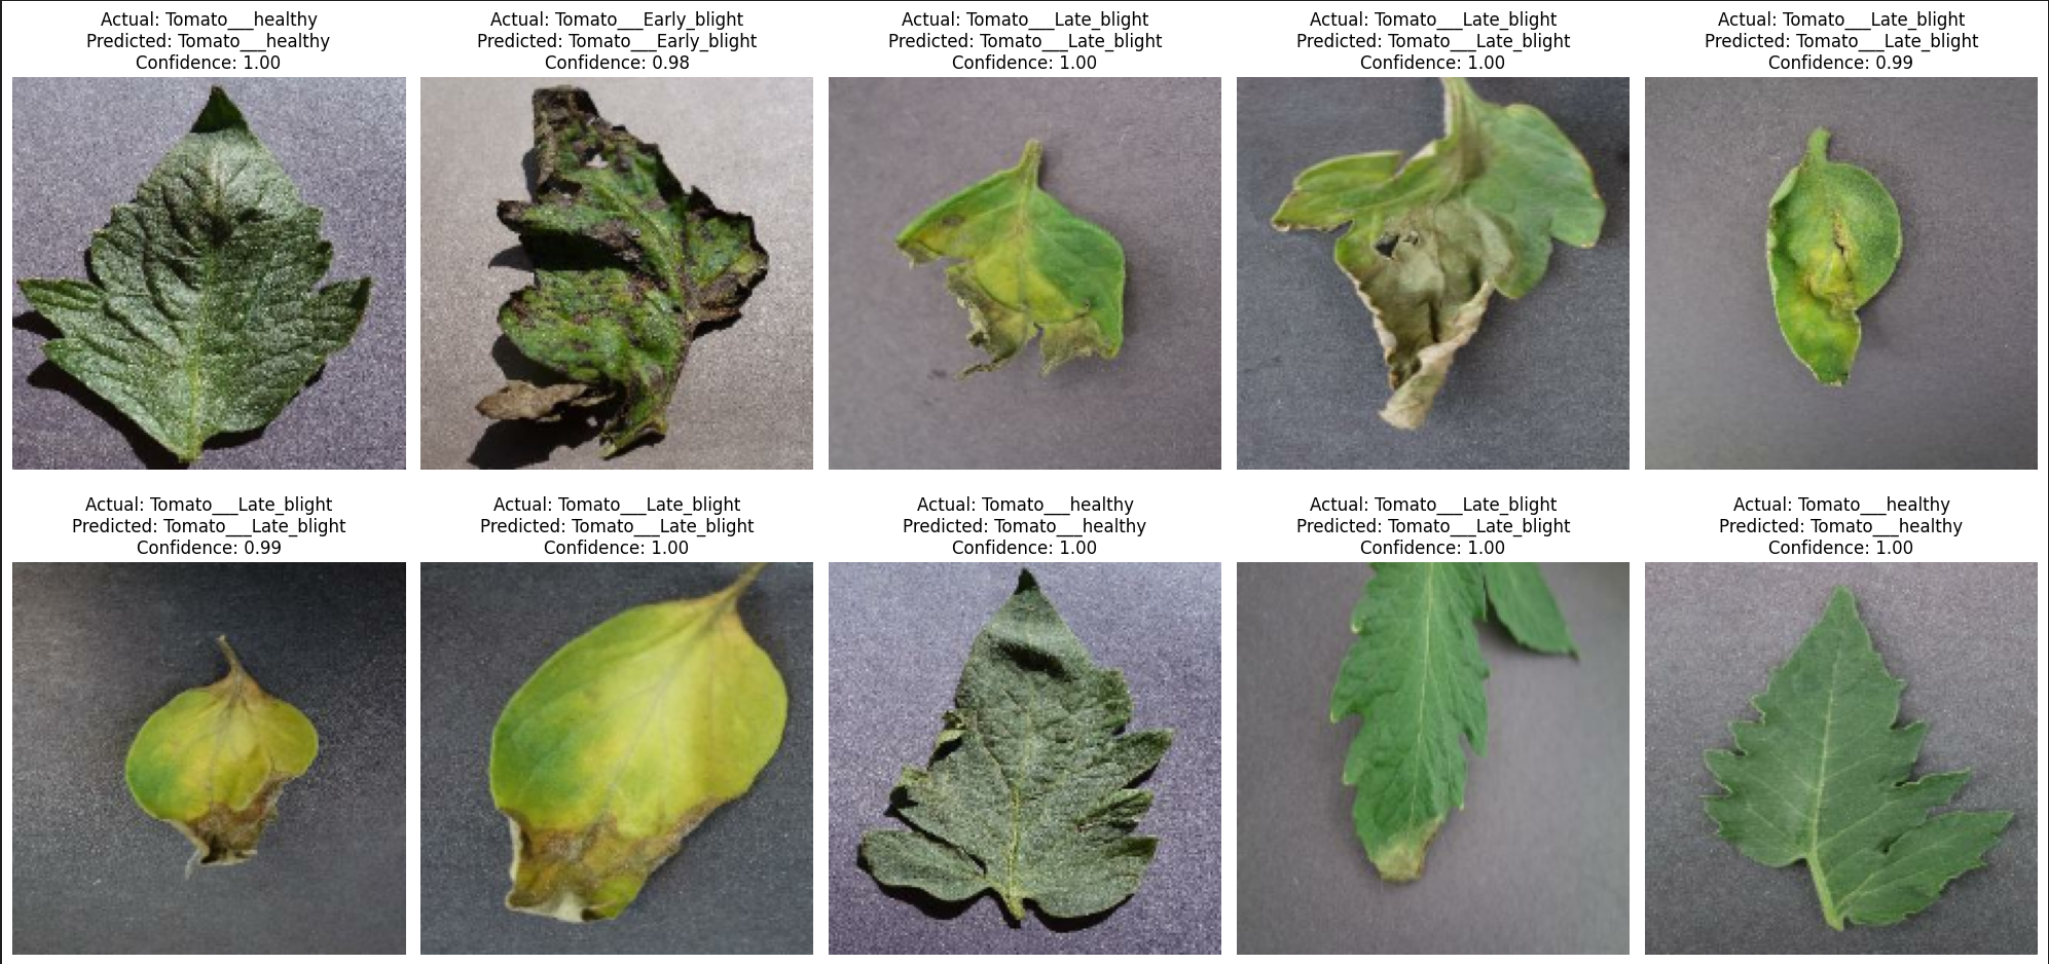 Actual: Tomato___healthy
Predicted: Tomato___healthy
Confidence: 1.00
Actual: Tomato___Early_blight
Predicted: Tomato___Early_blight
Confidence: 0.98
Actual: Tomato___Late_blight
Predicted: Tomato___Late_blight
Confidence: 1.00
Actual: Tomato___Late_blight
Predicted: Tomato___Late_blight
Confidence: 1.00
Actual: Tomato___Late_blight
Predicted: Tomato___Late_blight
Confidence: 0.99
Actual: Tomato___Late_blight
Predicted: Tomato___Late_blight
Confidence: 0.99
Actual: Tomato___Late_blight
Predicted: Tomato___Late_blight
Confidence: 1.00
Actual: Tomato___healthy
Predicted: Tomato___healthy
Confidence: 1.00
Actual: Tomato___Late_blight
Predicted: Tomato___Late_blight
Confidence: 1.00
Actual: Tomato___healthy
Predicted: Tomato___healthy
Confidence: 1.00